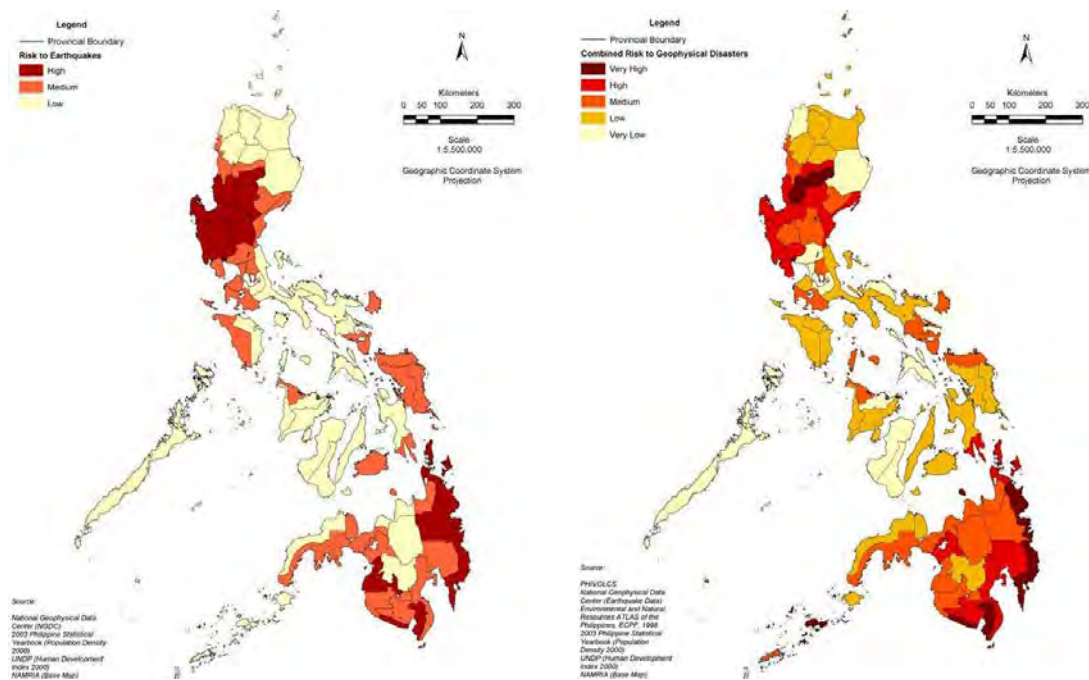 Legend
Provincial Boundary
Risk to Earthquakes
High
Medium
Low
N
Kilometers
0 50 100 200 300
Scale
1:5,500,000
Geographic Coordinate System
Projection
Source:
National Geophysical Data
Center (NGDC)
2003 Philippine Statistical
Yearbook (Population Density
2000)
UNDP (Human Development
Index 2000)
NAMRIA (Base Map)
Legend
Provincial Boundary
Combined Risk to Geophysical Disasters
Very High
High
Medium
Low
Very Low
N
Kilometers
0 50 100 200 300
Scale
1:5,500,000
Geographic Coordinate System
Projection
Source:
PHIVOLCS
National Geophysical Data
Center (Earthquake Data)
Environmental and Natural
Resources ATLAS of the
Philippines, ECPF, 1998
2003 Philippine Statistical
Yearbook (Population
Density 2000)
UNDP (Human Development
Index 2000)
NAMRIA (Base Map)